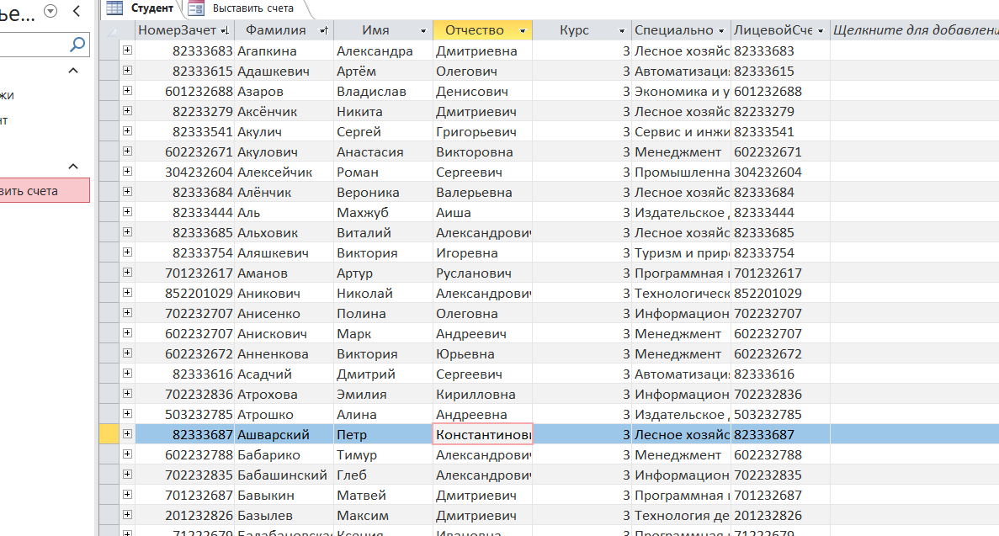 ье... Студент Выставить счета
НомерЗачет Фамилия Имя Отчество Курс Специально ЛицевойСче Щелкните для добавлени
82333683 Агапкина Александра Дмитриевна 3 Лесное хозяйс 82333683
82333615 Адашкевич Артём Олегович 3 Автоматизаци 82333615
жи
601232688 Азаров Владислав Денисович 3 Экономика и у 601232688
82233279 Аксёнчик Никита Дмитриевич 3 Лесное хозяйс 82233279
нт
82333541 Акулич Сергей Григорьевич 3 Сервис и инжи 82333541
602232671 Акулович Анастасия Викторовна 3 Менеджмент 602232671
304232604 Алексейчик Роман Сергеевич 3 Промышленна 304232604
вить счета
82333684 Алёнчик Вероника Валерьевна 3 Лесное хозяйс 82333684
82333444 Аль Махжуб Аиша 3 Издательское 82333444
82333685 Альховик Виталий Александрович 3 Лесное хозяйс 82333685
82333754 Аляшкевич Виктория Игоревна 3 Туризм и прир 82333754
701232617 Аманов Артур Русланович 3 Программная 701232617
852201029 Аникович Николай Александрович 3 Технологическ 852201029
702232707 Анисенко Полина Олеговна 3 Информацион 702232707
602232707 Анискович Марк Андреевич 3 Менеджмент 602232707
602232672 Анненкова Виктория Юрьевна 3 Менеджмент 602232672
82333616 Асадчий Дмитрий Сергеевич 3 Автоматизаци 82333616
702232836 Атрохова Эмилия Кирилловна 3 Информацион 702232836
503232785 Атрошко Алина Андреевна 3 Издательское 503232785
82333687 Ашварский Петр Константинови 3 Лесное хозяйс 82333687
602232788 Бабарико Тимур Александрович 3 Менеджмент 602232788
702232835 Бабашинский Глеб Александрович 3 Информацион 702232835
701232687 Бавыкин Матвей Дмитриевич 3 Программная 701232687
201232826 Базылев Максим Дмитриевич 3 Технология де 201232826
71222679 Балабановска Ксения Ивановна 3 Программная 71222679